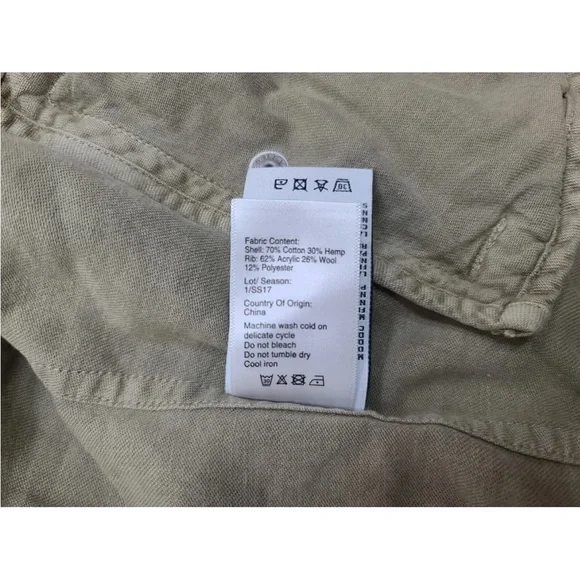 Fabric Content:
Shell: 70% Cotton 30% Hemp
Rib: 62% Acrylic 26% Wool
12% Polyester
Lot/ Season:
1/SS17
Country Of Origin:
China
Machine wash cold on
delicate cycle
Do not bleach
Do not tumble dry
Cool iron